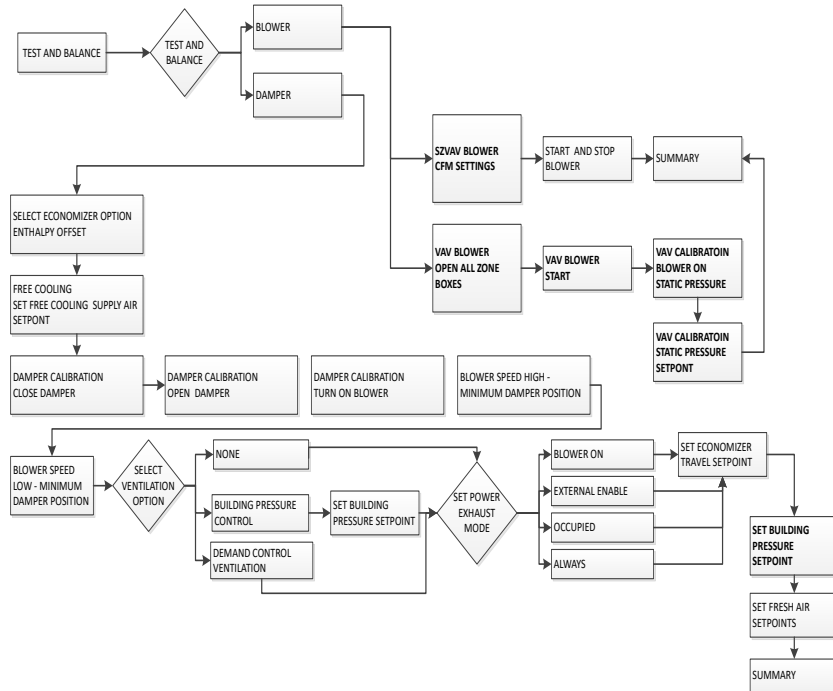 TEST AND BALANCE
TEST AND
BALANCE
BLOWER
DAMPER
SZVAV BLOWER
CFM SETTINGS
START AND STOP
BLOWER
SUMMARY
VAV BLOWER
OPEN ALL ZONE
BOXES
VAV BLOWER
START
VAV CALIBRATOIN
BLOWER ON
STATIC PRESSURE
VAV CALIBRATOIN
STATIC PRESSURE
SETPONT
SELECT ECONOMIZER OPTION
ENTHALPY OFFSET
FREE COOLING
SET FREE COOLING SUPPLY AIR
SETPONT
DAMPER CALIBRATION
CLOSE DAMPER
DAMPER CALIBRATION
OPEN DAMPER
DAMPER CALIBRATION
TURN ON BLOWER
BLOWER SPEED HIGH -
MINIMUM DAMPER POSITION
BLOWER SPEED
LOW - MINIMUM
DAMPER POSITION
SELECT
VENTILATION
OPTION
NONE
BUILDING PRESSURE
CONTROL
SET BUILDING
PRESSURE SETPOINT
DEMAND CONTROL
VENTILATION
SET POWER
EXHAUST
MODE
BLOWER ON
EXTERNAL ENABLE
OCCUPIED
ALWAYS
SET ECONOMIZER
TRAVEL SETPOINT
SET BUILDING
PRESSURE
SETPOINT
SET FRESH AIR
SETPOINTS
SUMMARY